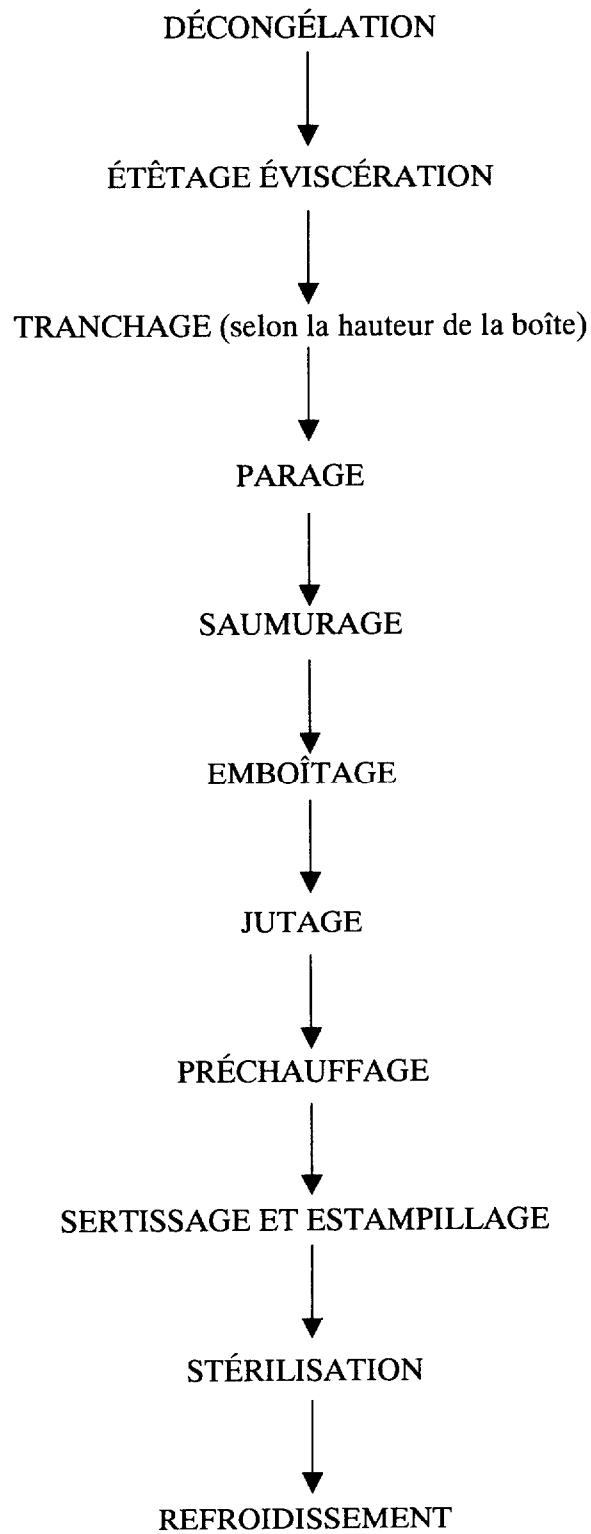 DÉCONGÉLATION
ÉTÊTAGE ÉVISCÉRATION
TRANCHAGE (selon la hauteur de la boîte)
PARAGE
SAUMURAGE
EMBOÎTAGE
JUTAGE
PRÉCHAUFFAGE
SERTISSAGE ET ESTAMPILLAGE
STÉRILISATION
REFROIDISSEMENT